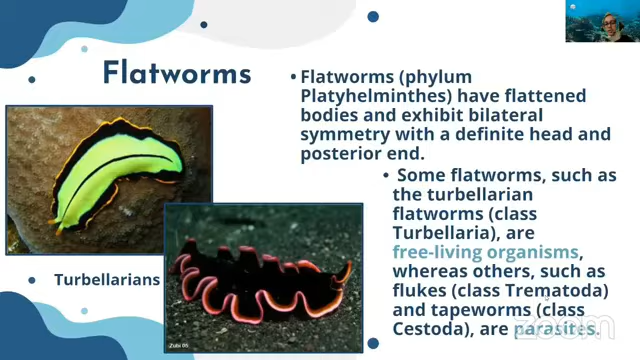 Flatworms
• Flatworms (phylum
Platyhelminthes) have flattened
bodies and exhibit bilateral
symmetry with a definite head and
posterior end.
• Some flatworms, such as
the turbellarian
flatworms (class
Turbellaria), are
free-living organisms,
whereas others, such as
flukes (class Trematoda)
and tapeworms (class
Cestoda), are parasites.
• Turbellarians
Zubi 05
zoom